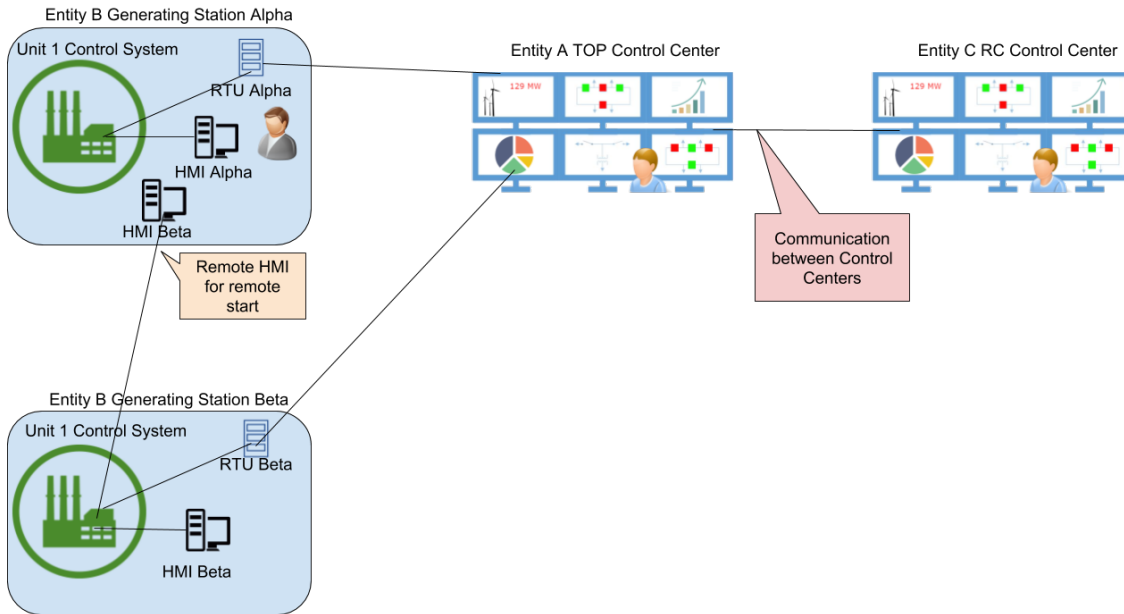 Entity B Generating Station Alpha
Unit 1 Control System
RTU Alpha
HMI Alpha
HMI Beta
Remote HMI
for remote
start
Entity A TOP Control Center
129 MW
Entity C RC Control Center
129 MW
Communication
between Control
Centers
Entity B Generating Station Beta
Unit 1 Control System
RTU Beta
HMI Beta